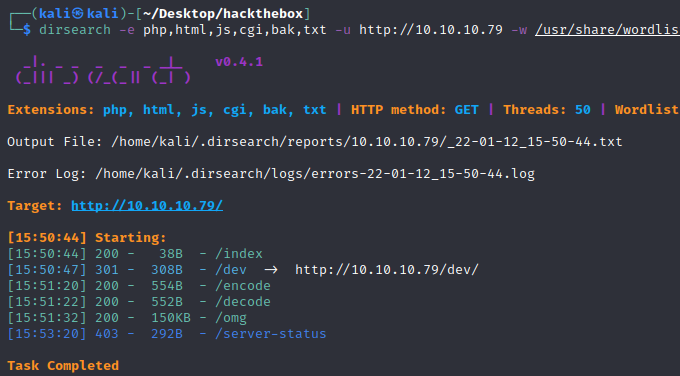 ┌──(kali㉿kali)-[~/Desktop/hackthebox]
└─$ dirsearch -e php,html,js,cgi,bak,txt -u http://10.10.10.79 -w /usr/share/wordlis
v0.4.1
Extensions: php, html, js, cgi, bak, txt | HTTP method: GET | Threads: 50 | Wordlist
Output File: /home/kali/.dirsearch/reports/10.10.10.79/_22-01-12_15-50-44.txt
Error Log: /home/kali/.dirsearch/logs/errors-22-01-12_15-50-44.log
Target: http://10.10.10.79/
[15:50:44] Starting:
[15:50:44] 200 -   38B  - /index
[15:50:47] 301 -  308B  - /dev  ->  http://10.10.10.79/dev/
[15:51:20] 200 -  554B  - /encode
[15:51:22] 200 -  552B  - /decode
[15:51:32] 200 -  150KB - /omg
[15:53:20] 403 -  292B  - /server-status
Task Completed